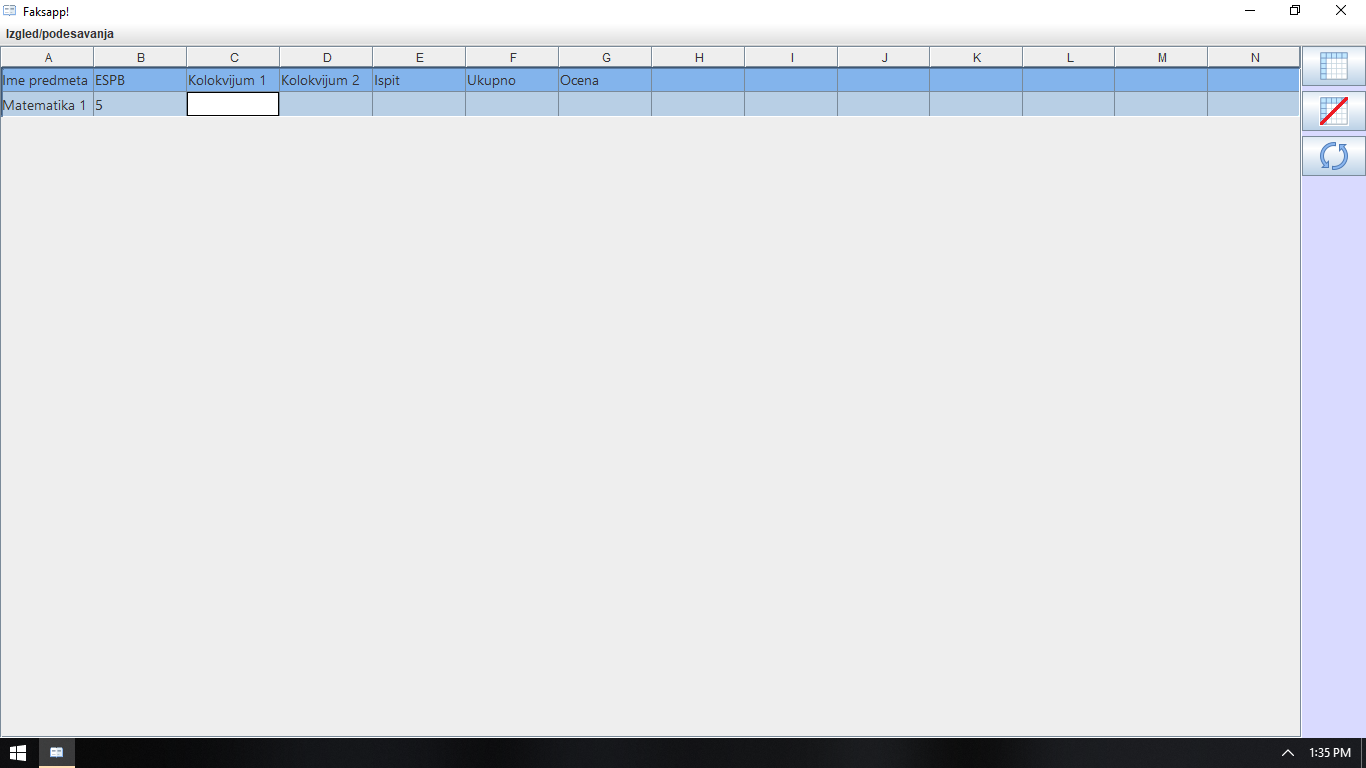 Faksapp!
Izgled/podesavanja
A B C D E F G H I J K L M N
Ime predmeta ESPB Kolokvijum 1 Kolokvijum 2 Ispit Ukupno Ocena
Matematika 1 5
1:35 PM